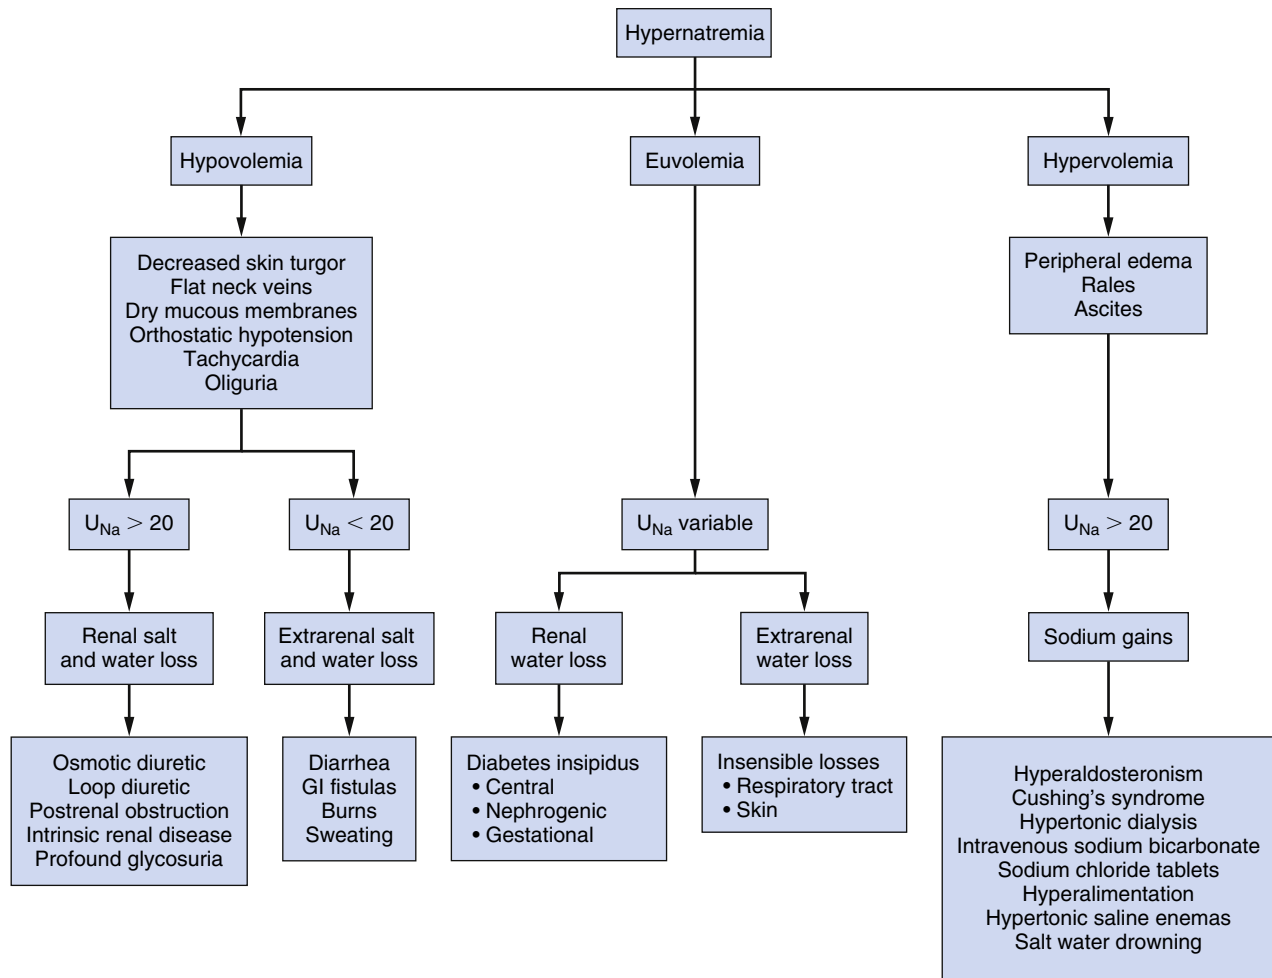 Hypernatremia
Hypovolemia
Euvolemia
Hypervolemia
Decreased skin turgor
Flat neck veins
Dry mucous membranes
Orthostatic hypotension
Tachycardia
Oliguria
Peripheral edema
Rales
Ascites
U_Na > 20
U_Na < 20
U_Na variable
U_Na > 20
Renal salt
and water loss
Extrarenal salt
and water loss
Renal
water loss
Extrarenal
water loss
Sodium gains
Osmotic diuretic
Loop diuretic
Postrenal obstruction
Intrinsic renal disease
Profound glycosuria
Diarrhea
GI fistulas
Burns
Sweating
Diabetes insipidus
• Central
• Nephrogenic
• Gestational
Insensible losses
• Respiratory tract
• Skin
Hyperaldosteronism
Cushing's syndrome
Hypertonic dialysis
Intravenous sodium bicarbonate
Sodium chloride tablets
Hyperalimentation
Hypertonic saline enemas
Salt water drowning